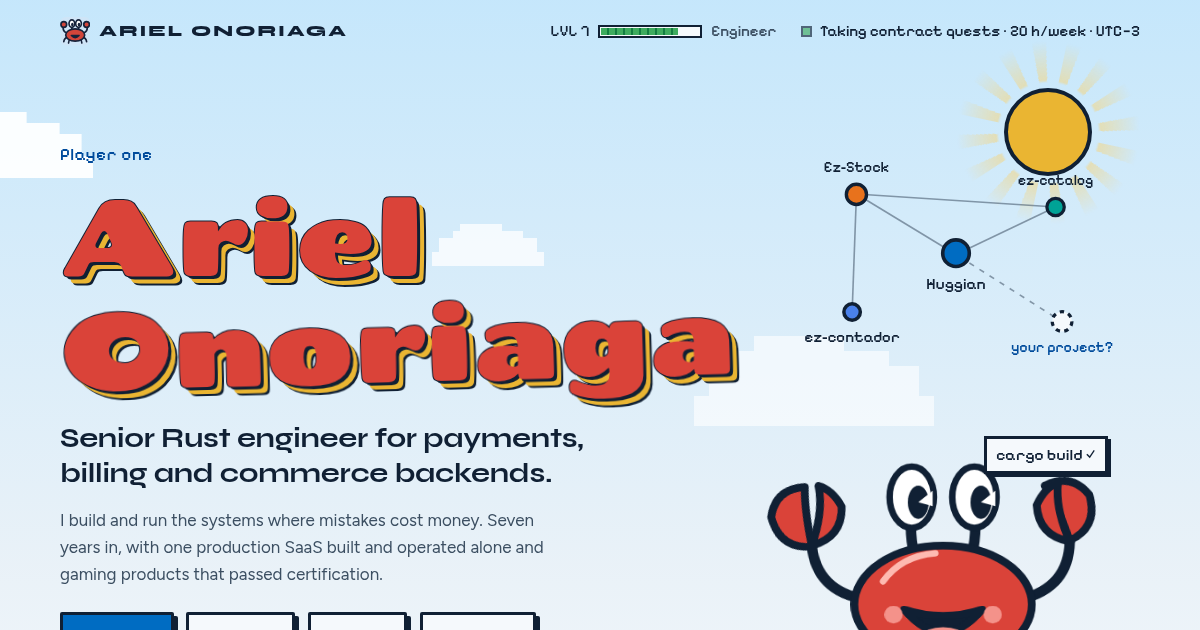 ARIEL ONORIAGA
LVL 7
Engineer
Taking contract quests · 20 h/week · UTC−3
Player one
Ariel
Onoriaga
Senior Rust engineer for payments,
billing and commerce backends.
I build and run the systems where mistakes cost money. Seven
years in, with one production SaaS built and operated alone and
gaming products that passed certification.
Ez-Stock
ez-catalog
Huggian
ez-contador
your project?
cargo build ✓